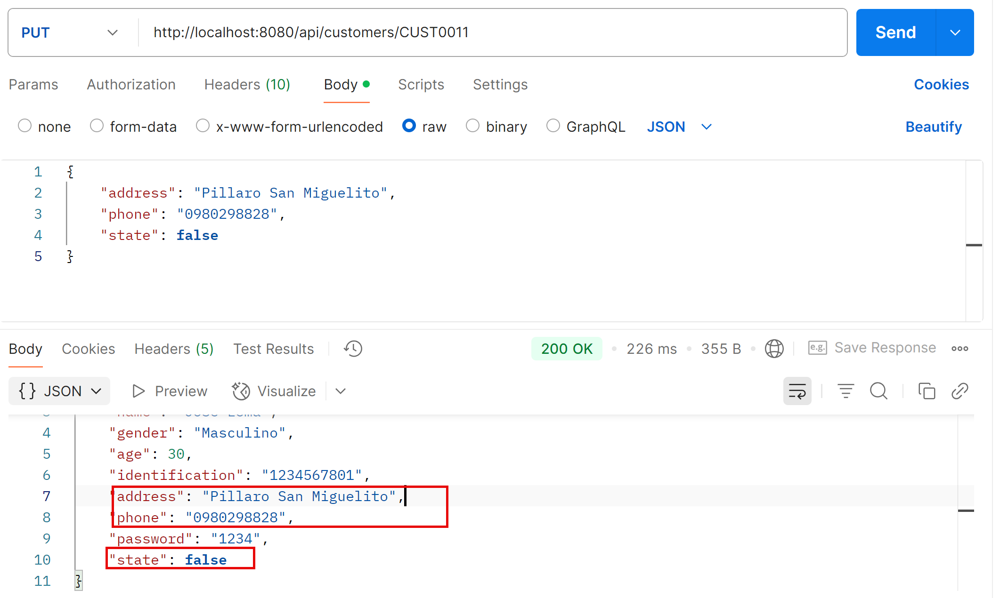 PUT http://localhost:8080/api/customers/CUST0011 Send
Params Authorization Headers (10) Body Scripts Settings Cookies
none form-data x-www-form-urlencoded raw binary GraphQL JSON Beautify
1 {
2 "address": "Pillaro San Miguelito",
3 "phone": "0980298828",
4 "state": false
5 }
Body Cookies Headers (5) Test Results 200 OK 226 ms 355 B e.g. Save Response
{} JSON Preview Visualize
4 "gender": "Masculino",
5 "age": 30,
6 "identification": "1234567801",
7 "address": "Pillaro San Miguelito",
8 "phone": "0980298828",
9 "password": "1234",
10 "state": false
11 }